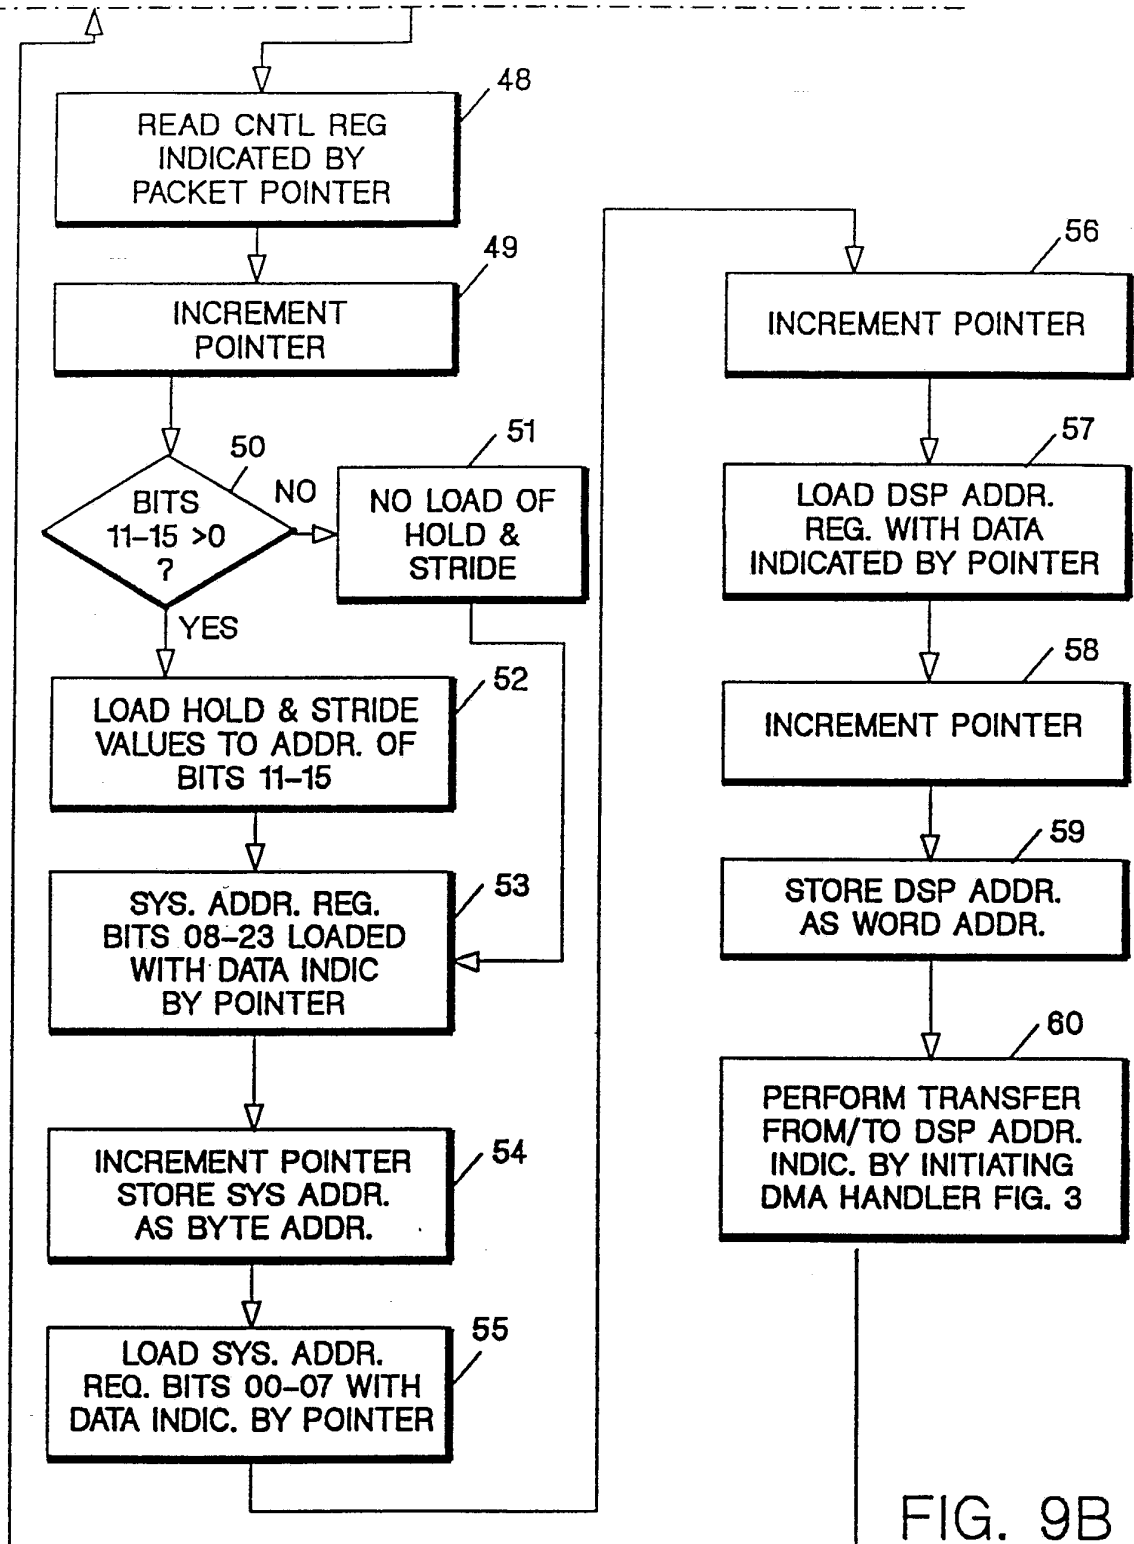 48
READ CNTL REG
INDICATED BY
PACKET POINTER
49
INCREMENT
POINTER
50
BITS
11-15 >0
?
NO
YES
51
NO LOAD OF
HOLD &
STRIDE
52
LOAD HOLD & STRIDE
VALUES TO ADDR. OF
BITS 11-15
53
SYS. ADDR. REG.
BITS 08-23 LOADED
WITH DATA INDIC
BY POINTER
54
INCREMENT POINTER
STORE SYS ADDR.
AS BYTE ADDR.
55
LOAD SYS. ADDR.
REQ. BITS 00-07 WITH
DATA INDIC. BY POINTER
56
INCREMENT POINTER
57
LOAD DSP ADDR.
REG. WITH DATA
INDICATED BY POINTER
58
INCREMENT POINTER
59
STORE DSP ADDR.
AS WORD ADDR.
60
PERFORM TRANSFER
FROM/TO DSP ADDR.
INDIC. BY INITIATING
DMA HANDLER FIG. 3
FIG. 9B